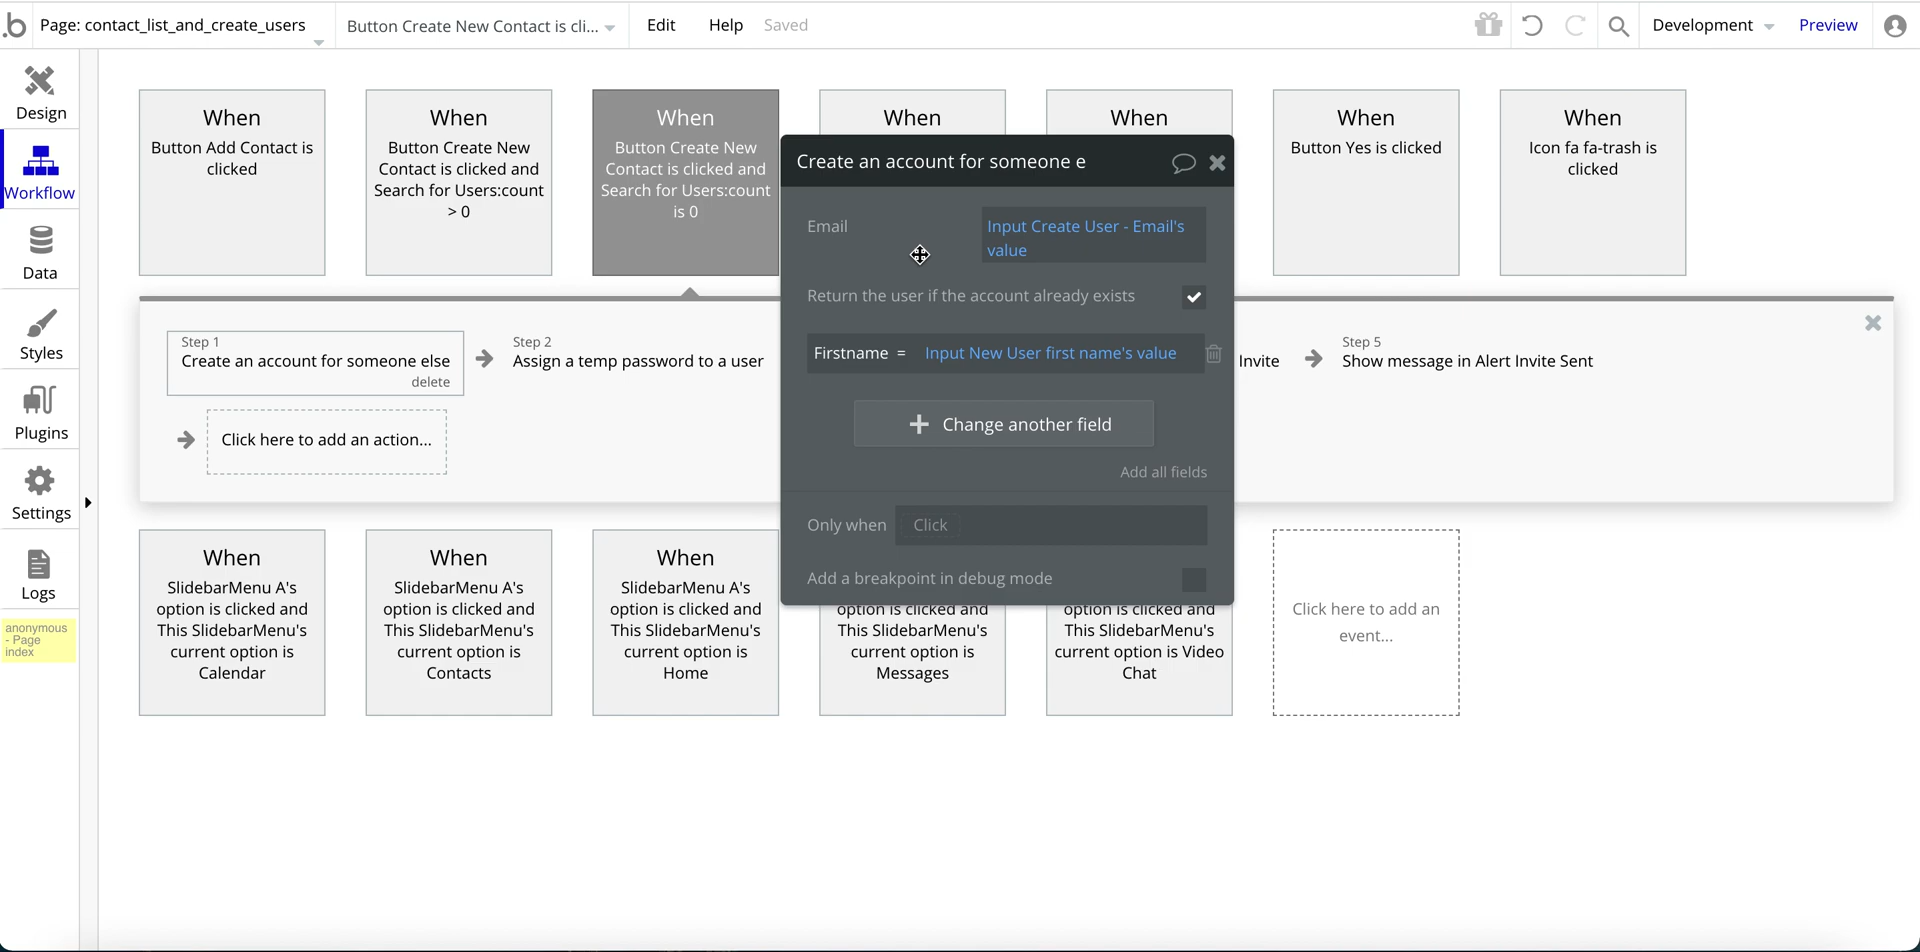 b Page: contact_list_and_create_users Button Create New Contact is cli... Edit Help Saved Development Preview
Design
Workflow
Data
Styles
Plugins
Settings
Logs
anonymous
- Page
index
When
Button Add Contact is
clicked
When
Button Create New
Contact is clicked and
Search for Users:count
> 0
When
Button Create New
Contact is clicked and
Search for Users:count
is 0
When
When
When
Button Yes is clicked
When
Icon fa fa-trash is
clicked
Create an account for someone e
Email
Input Create User - Email's
value
Return the user if the account already exists
Firstname = Input New User first name's value
+ Change another field
Add all fields
Only when Click
Add a breakpoint in debug mode
Step 1
Create an account for someone else
delete
Step 2
Assign a temp password to a user
Invite
Step 5
Show message in Alert Invite Sent
Click here to add an action...
When
SlidebarMenu A's
option is clicked and
This SlidebarMenu's
current option is
Calendar
When
SlidebarMenu A's
option is clicked and
This SlidebarMenu's
current option is
Contacts
When
SlidebarMenu A's
option is clicked and
This SlidebarMenu's
current option is
Home
option is clicked and
This SlidebarMenu's
current option is
Messages
option is clicked and
This SlidebarMenu's
current option is Video
Chat
Click here to add an
event...